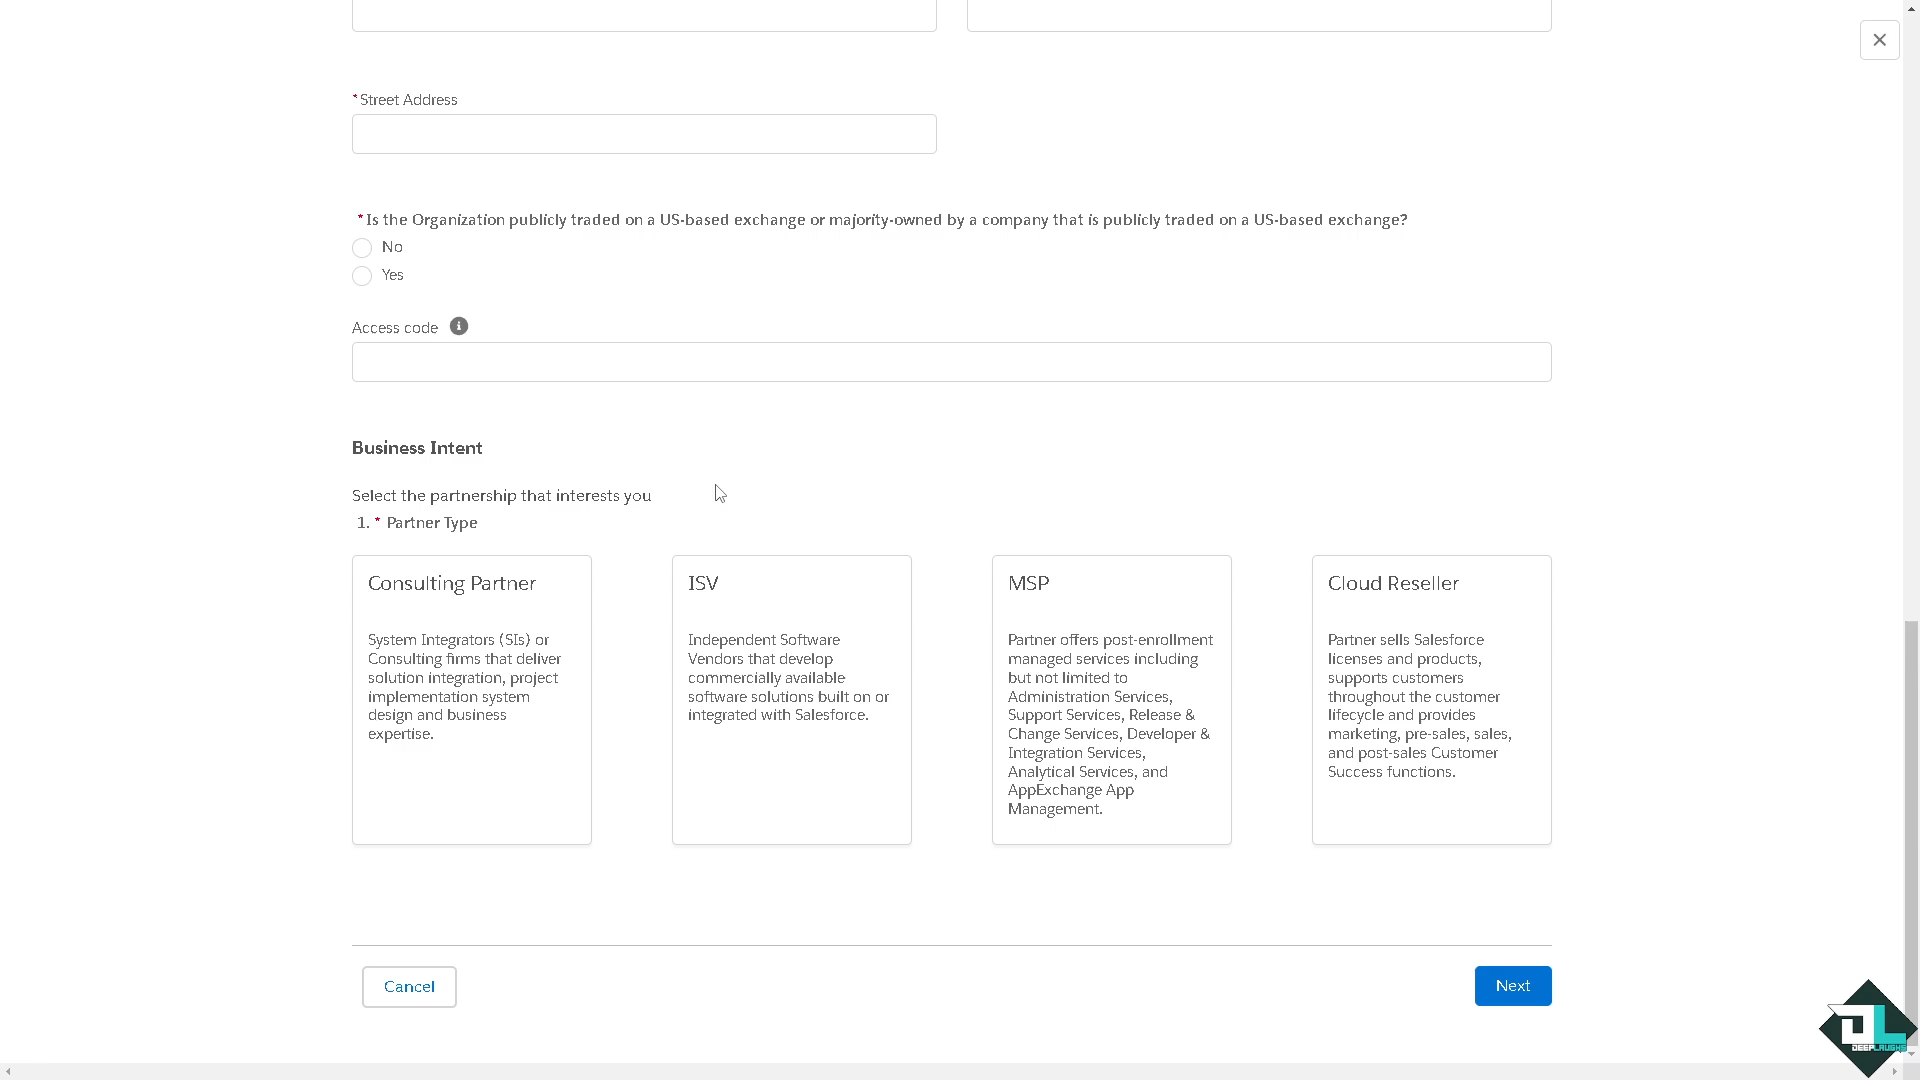 *Street Address
*Is the Organization publicly traded on a US-based exchange or majority-owned by a company that is publicly traded on a US-based exchange?
No
Yes
Access code
Business Intent
Select the partnership that interests you
1. * Partner Type
Consulting Partner
System Integrators (SIs) or
Consulting firms that deliver
solution integration, project
implementation system
design and business
expertise.
ISV
Independent Software
Vendors that develop
commercially available
software solutions built on or
integrated with Salesforce.
MSP
Partner offers post-enrollment
managed services including
but not limited to
Administration Services,
Support Services, Release &
Change Services, Developer &
Integration Services,
Analytical Services, and
AppExchange App
Management.
Cloud Reseller
Partner sells Salesforce
licenses and products,
supports customers
throughout the customer
lifecycle and provides
marketing, pre-sales, sales,
and post-sales Customer
Success functions.
Cancel
Next
DL
DEEPLAUGHS